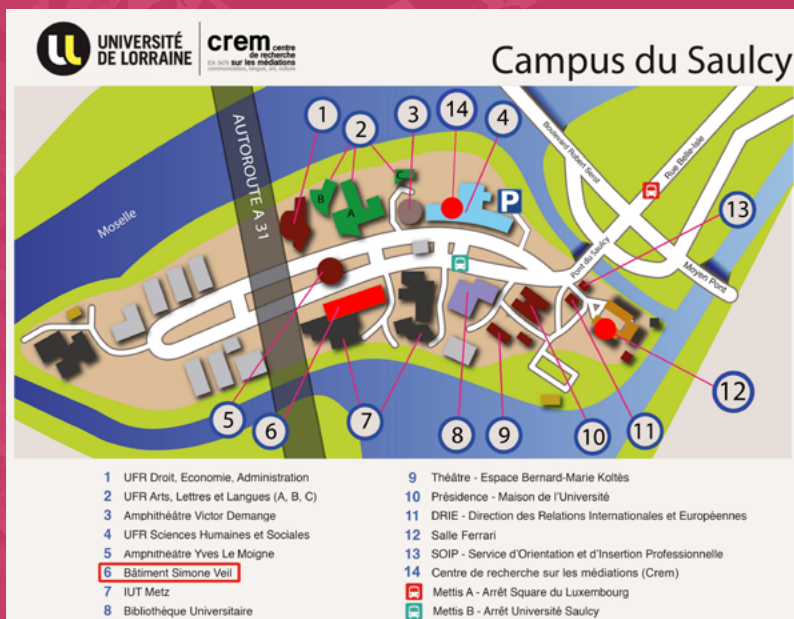 UNIVERSITÉ
DE LORRAINE
crem centre
de recherche
sur les médiations
communication, langue, art, culture
Campus du Saulcy
1
2
3
14
4
AUTOROUTE A 31
Boulevard Robert Serot
Rue Belle-Isle
C
B
A
P
13
Moselle
Pont du Saulcy
Moyen Pont
5
6
7
8
9
10
11
12
1 UFR Droit, Economie, Administration
2 UFR Arts, Lettres et Langues (A, B, C)
3 Amphithéâtre Victor Demange
4 UFR Sciences Humaines et Sociales
5 Amphithéâtre Yves Le Moigne
6 Bâtiment Simone Veil
7 IUT Metz
8 Bibliothèque Universitaire
9 Théâtre - Espace Bernard-Marie Koltès
10 Présidence - Maison de l'Université
11 DRIE - Direction des Relations Internationales et Européennes
12 Salle Ferrari
13 SOIP - Service d'Orientation et d'Insertion Professionnelle
14 Centre de recherche sur les médiations (Crem)
Mettis A - Arrêt Square du Luxembourg
Mettis B - Arrêt Université Saulcy